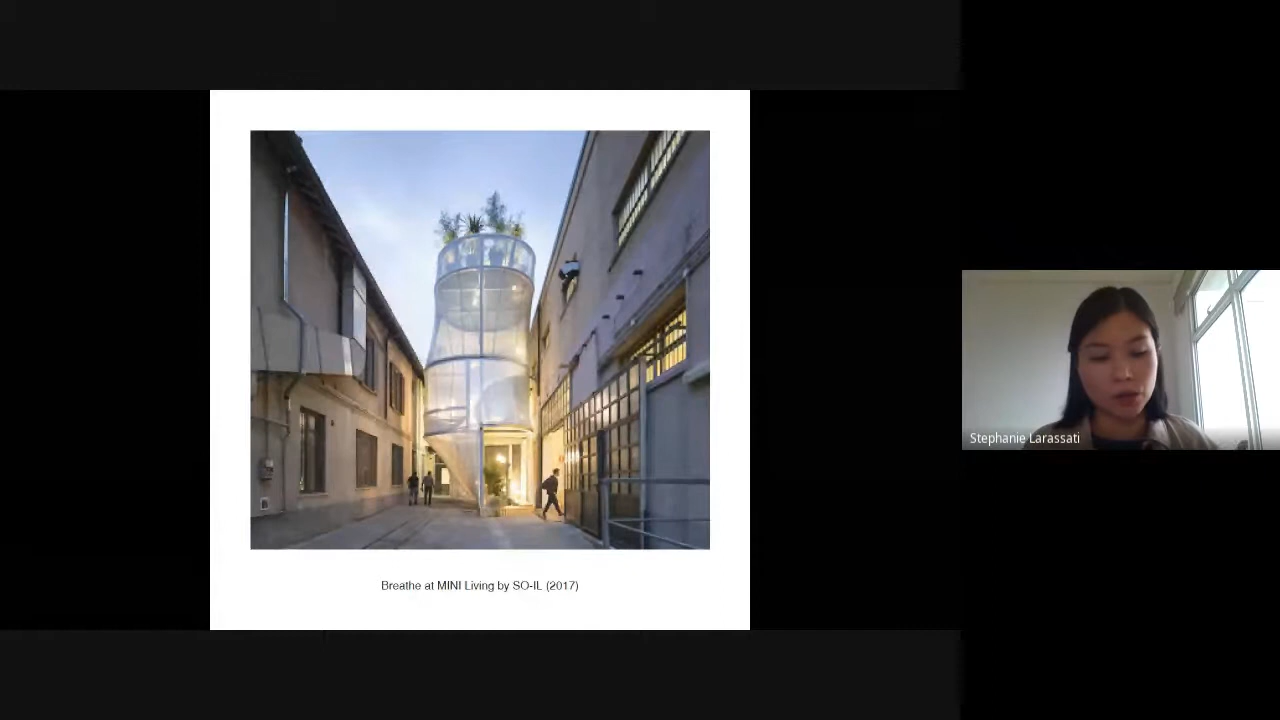 Breathe at MINI Living by SO-IL (2017)
Stephanie Larassati